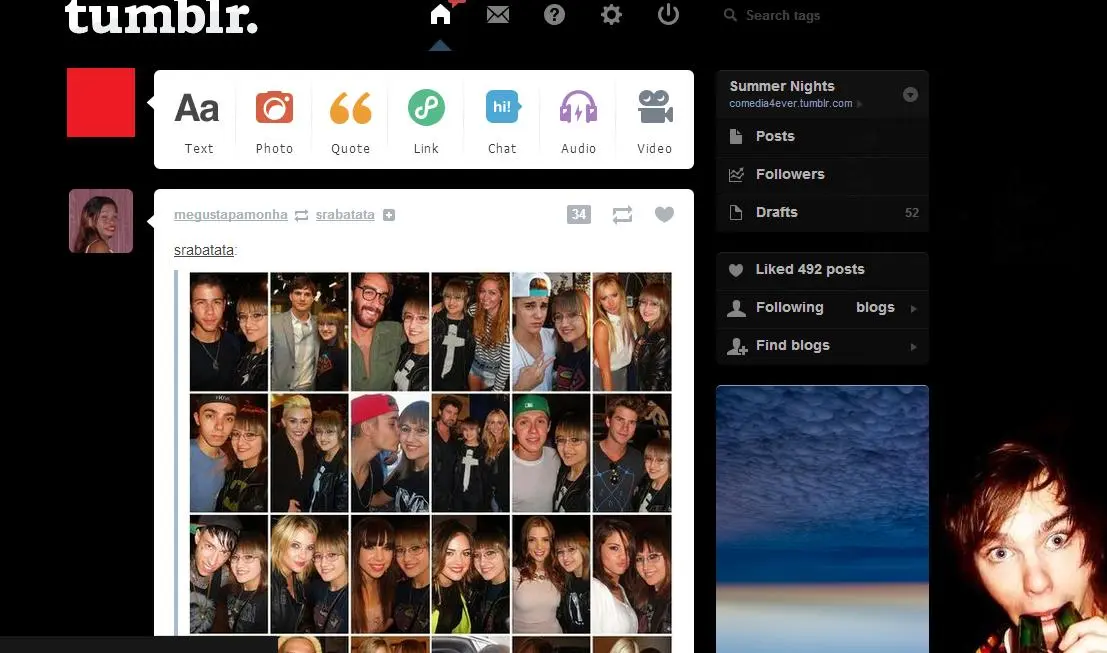 tumblr.
Search tags
Aa
hi!
Text
Photo
Quote
Link
Chat
Audio
Video
megustapamonha srabatata
34
srabatata:
Summer Nights
comedia4ever.tumblr.com
Posts
Followers
Drafts 52
Liked 492 posts
Following blogs
Find blogs